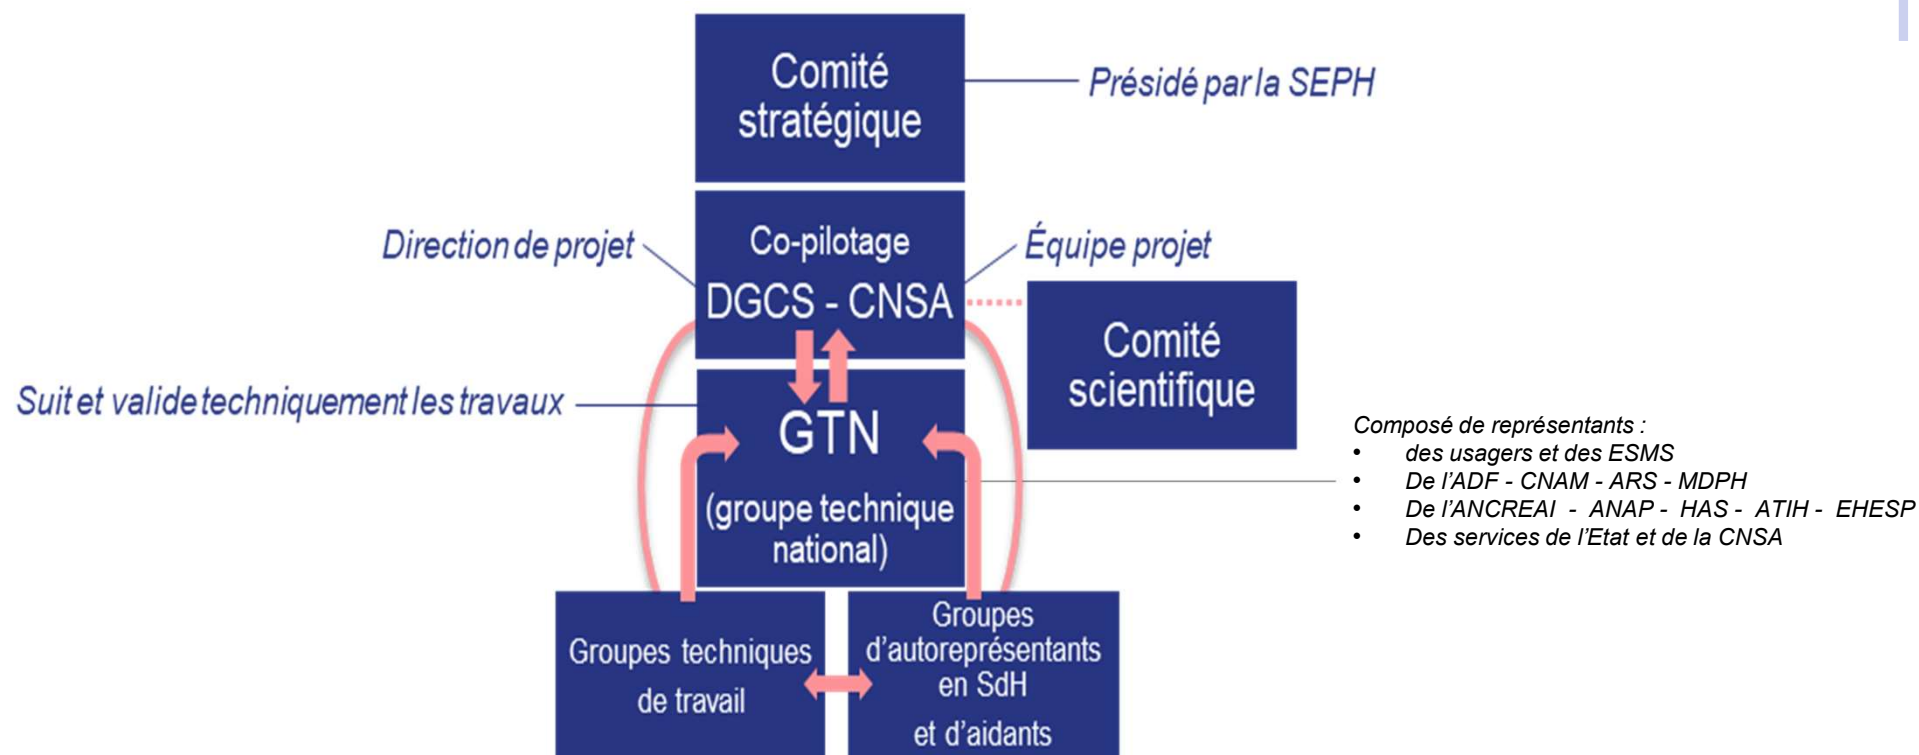 Comité
stratégique
Présidé par la SEPH
Direction de projet
Co-pilotage
DGCS - CNSA
Équipe projet
Comité
scientifique
Suit et valide techniquement les travaux
GTN
(groupe technique
national)
Composé de représentants :
• des usagers et des ESMS
• De l'ADF - CNAM - ARS - MDPH
• De l'ANCREAI - ANAP - HAS - ATIH - EHESP
• Des services de l'Etat et de la CNSA
Groupes techniques
de travail
Groupes
d'autoreprésentants
en SdH
et d'aidants